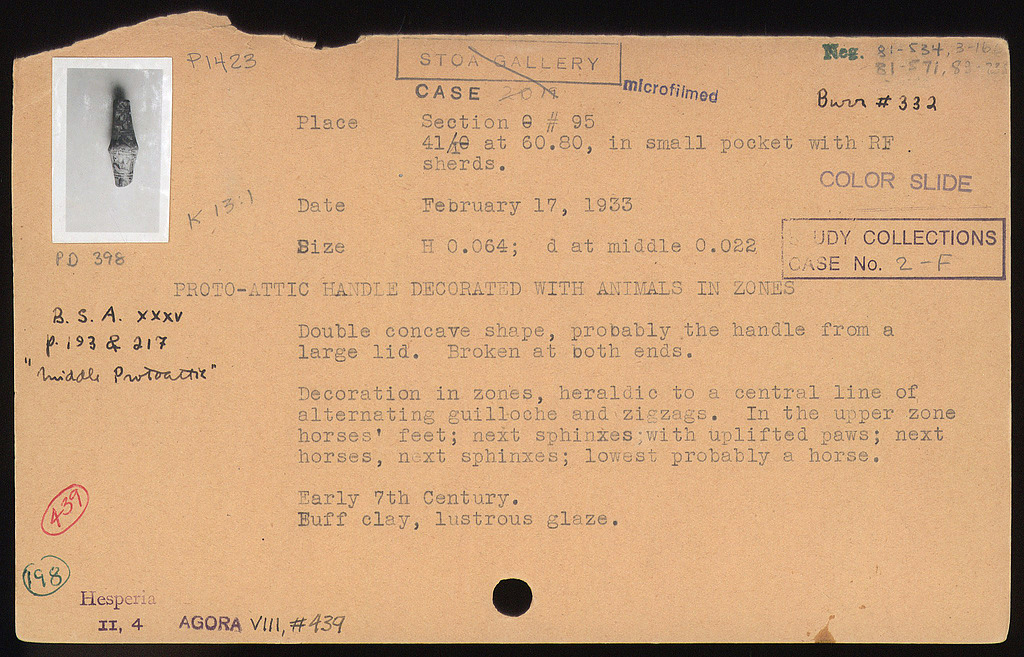 P1423
STOA GALLERY
CASE
microfilmed
Neg. 81-534,
81-571,
Burr #332
Place Section Θ # 95
41/ΙΘ at 60.80, in small pocket with RF
sherds.
COLOR SLIDE
K 13:1
Date February 17, 1933
Size H 0.064; d at middle 0.022
STUDY COLLECTIONS
CASE No. 2-F
PD 398
PROTO-ATTIC HANDLE DECORATED WITH ANIMALS IN ZONES
B. S. A. XXXV
p. 193 & 217
"Middle Protoattic"
Double concave shape, probably the handle from a
large lid. Broken at both ends.
Decoration in zones, heraldic to a central line of
alternating guilloche and zigzags. In the upper zone
horses' feet; next sphinxes;with uplifted paws; next
horses, next sphinxes; lowest probably a horse.
Early 7th Century.
Buff clay, lustrous glaze.
439
198
Hesperia
II, 4
AGORA VIII, #439